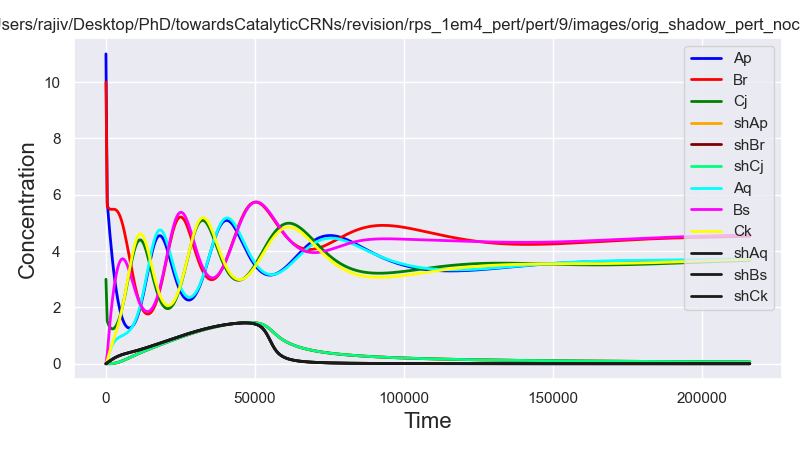 Users/rajiv/Desktop/PhD/towardsCatalyticCRNs/revision/rps_1em4_pert/pert/9/images/orig_shadow_pert_noc
10
8
6
4
2
0
Concentration
0
50000
100000
150000
200000
Time
Ap
Br
Cj
shAp
shBr
shCj
Aq
Bs
Ck
shAq
shBs
shCk